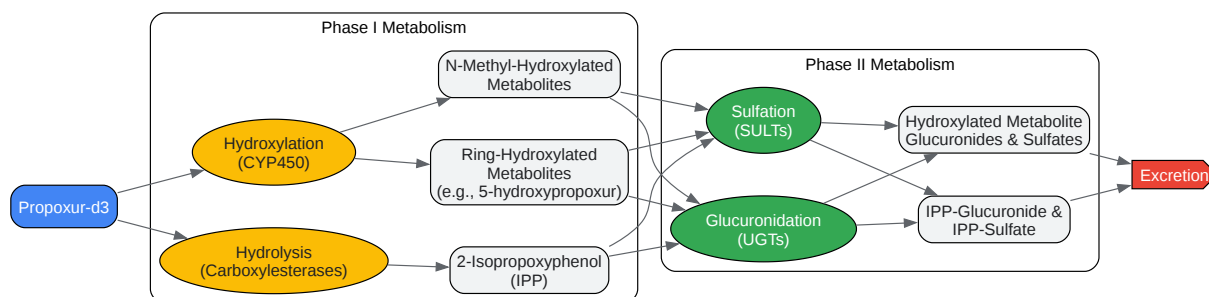 Phase I Metabolism
Phase II Metabolism
Propoxur-d3
Hydroxylation
(CYP450)
Hydrolysis
(Carboxylesterases)
N-Methyl-Hydroxylated
Metabolites
Ring-Hydroxylated
Metabolites
(e.g., 5-hydroxypropoxur)
2-Isopropoxyphenol
(IPP)
Sulfation
(SULTs)
Glucuronidation
(UGTs)
Hydroxylated Metabolite
Glucuronides & Sulfates
IPP-Glucuronide &
IPP-Sulfate
Excretion